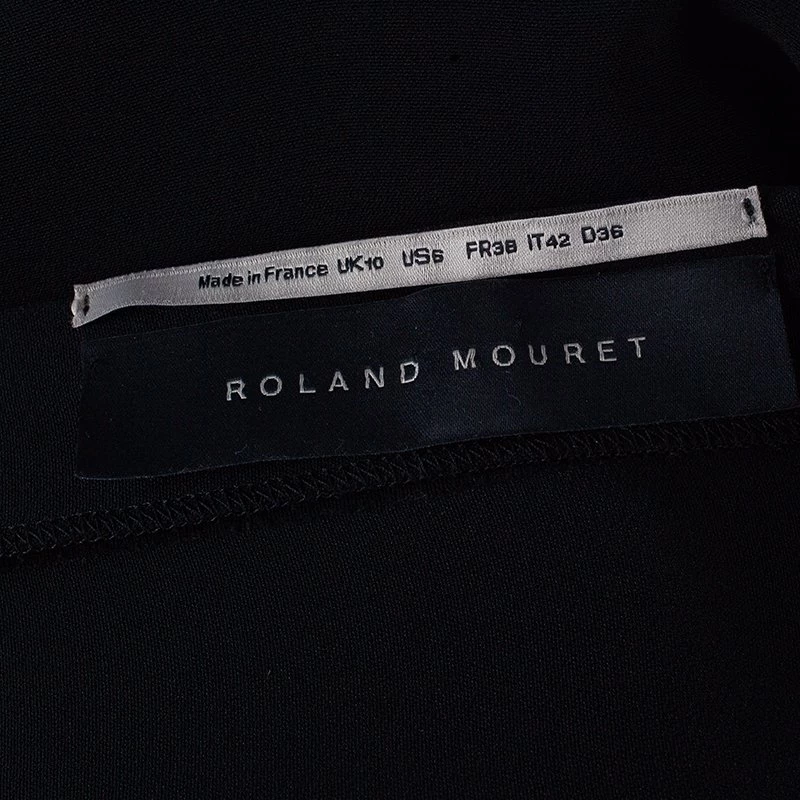 Made in France UK10 US6 FR38 IT42 D36
ROLAND MOURET